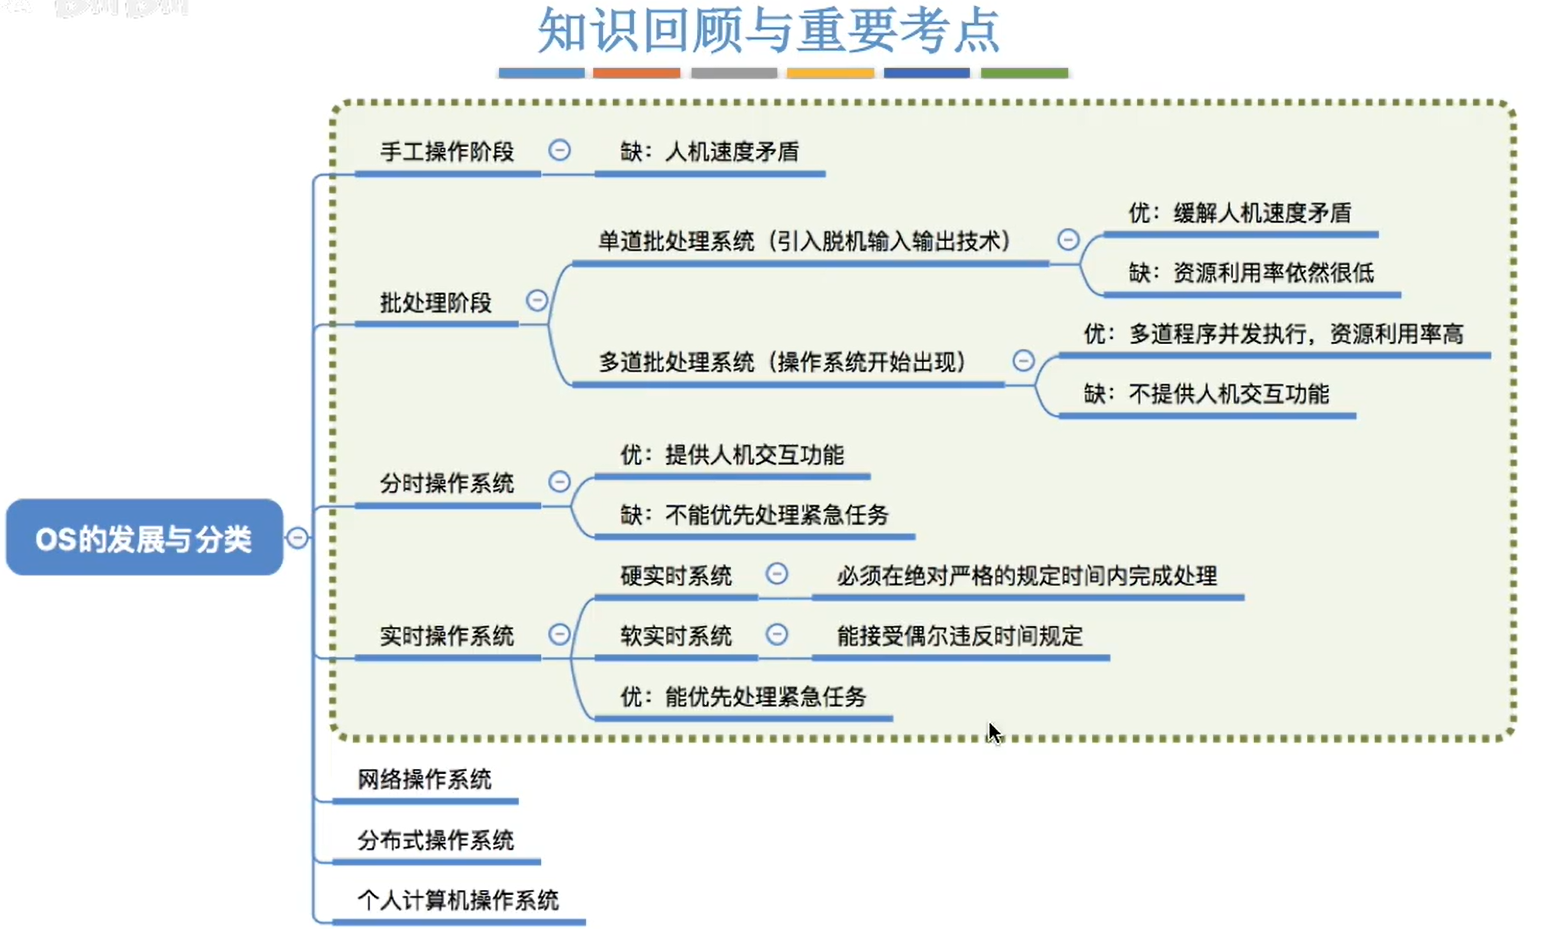 知识回顾与重要考点
手工操作阶段
缺：人机速度矛盾
批处理阶段
单道批处理系统（引入脱机输入输出技术）
优：缓解人机速度矛盾
缺：资源利用率依然很低
多道批处理系统（操作系统开始出现）
优：多道程序并发执行，资源利用率高
缺：不提供人机交互功能
分时操作系统
优：提供人机交互功能
缺：不能优先处理紧急任务
OS的发展与分类
实时操作系统
硬实时系统
必须在绝对严格的规定时间内完成处理
软实时系统
能接受偶尔违反时间规定
优：能优先处理紧急任务
网络操作系统
分布式操作系统
个人计算机操作系统